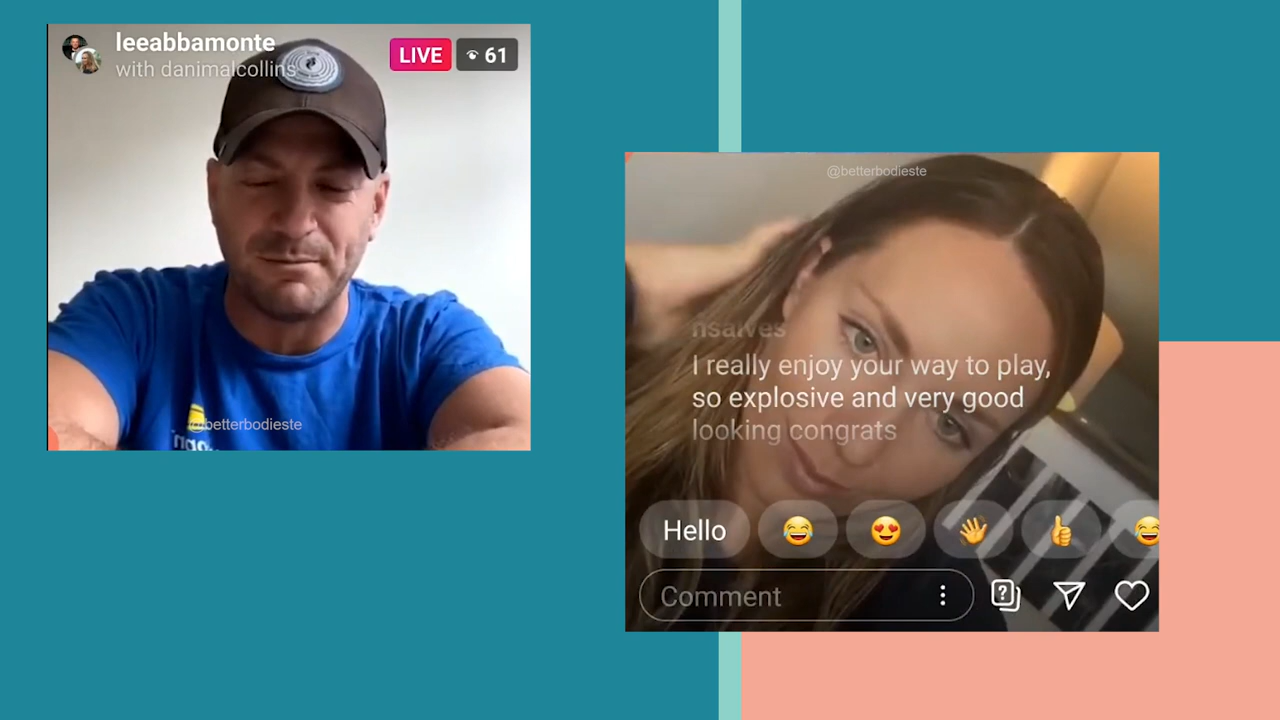 leeabbamonte
with danimalcollins
LIVE
61
@betterbodieste
@betterbodieste
nsalves
I really enjoy your way to play,
so explosive and very good
looking congrats
Hello
Comment